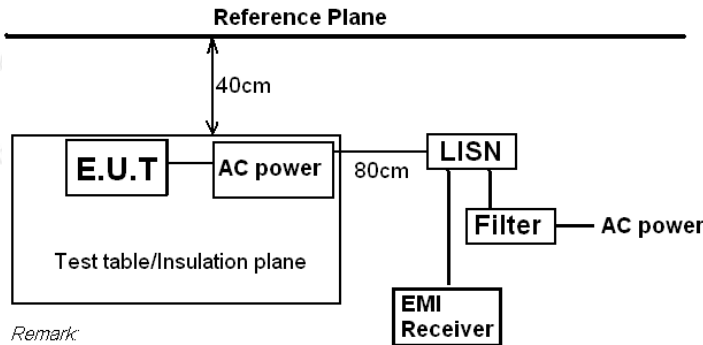 Reference Plane
40cm
E.U.T
AC power
80cm
LISN
Filter
AC power
Test table/Insulation plane
EMI
Receiver
Remark: